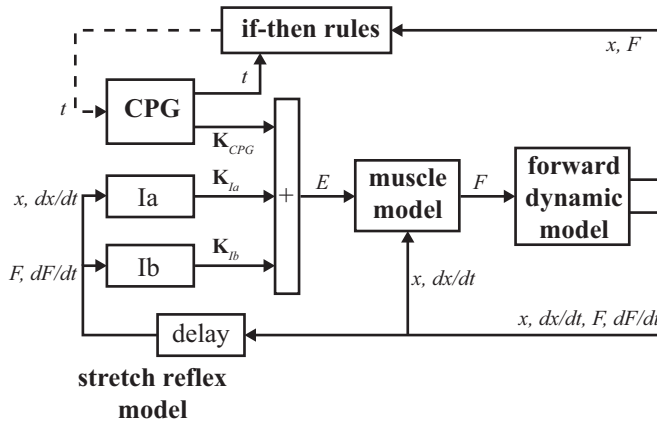 if-then rules
x, F
t
t
CPG
K_CPG
x, dx/dt
Ia
K_Ia
+
E
muscle
model
F
forward
dynamic
model
F, dF/dt
Ib
K_Ib
x, dx/dt
delay
x, dx/dt, F, dF/dt
stretch reflex
model